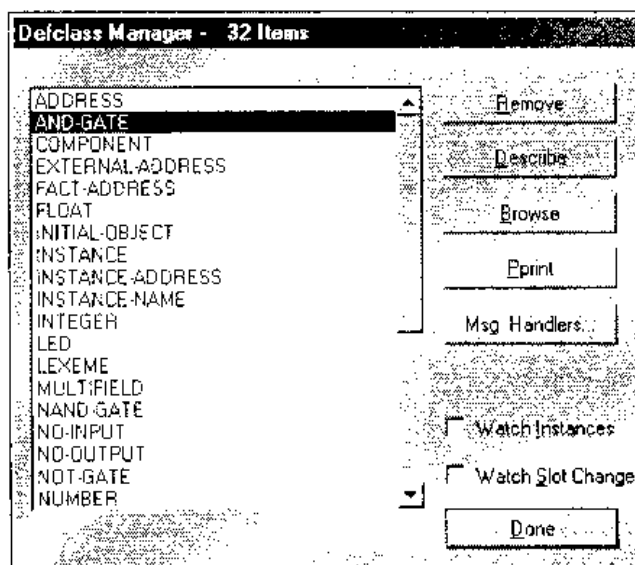 Defclass Manager - 32 Items
ADDRESS
AND-GATE
COMPONENT
EXTERNAL-ADDRESS
FACT-ADDRESS
FLOAT
INITIAL-OBJECT
INSTANCE
INSTANCE-ADDRESS
INSTANCE-NAME
INTEGER
LED
LEXEME
MULTIFIELD
NAND-GATE
NO-INPUT
NO-OUTPUT
NOT-GATE
NUMBER
Remove
Describe
Browse
Pprint
Msg Handlers...
Watch Instances
Watch Slot Change
Done